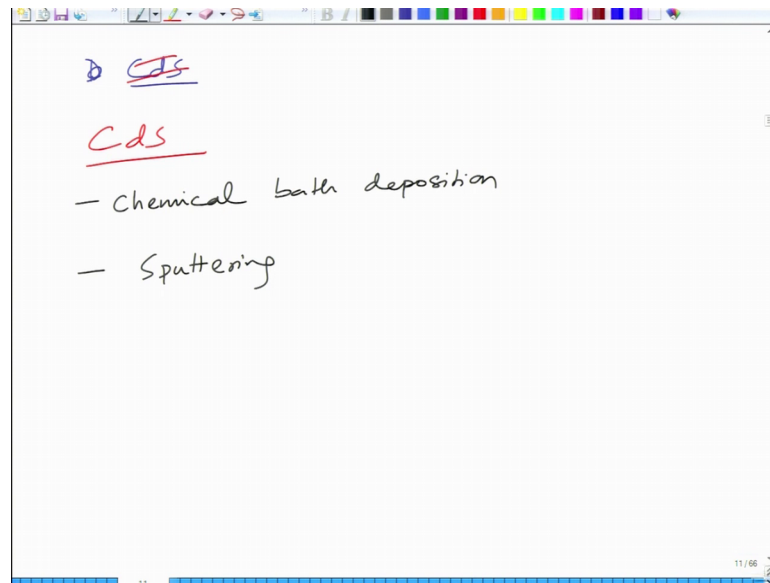 CdS
CdS
- Chemical bath deposition
- Sputtering
11 / 66